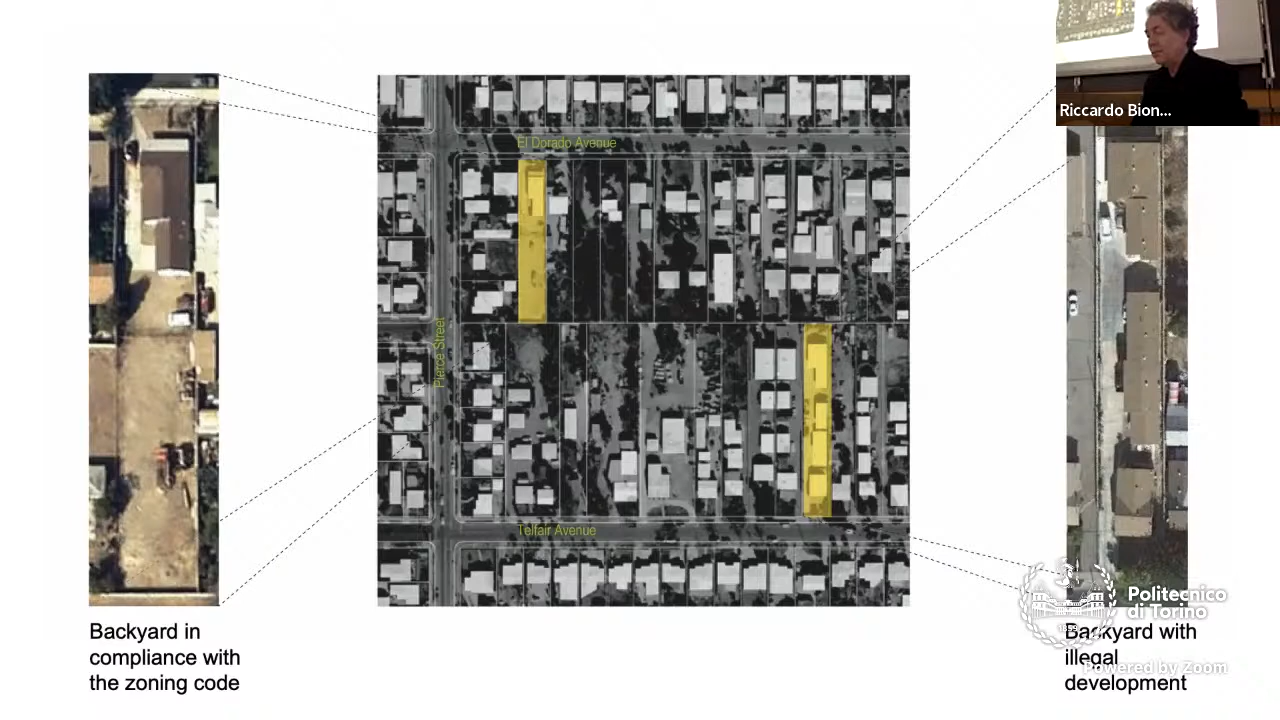 Riccardo Bion...
El Dorado Avenue
Pierce Street
Telfair Avenue
Backyard in
compliance with
the zoning code
Politecnico
di Torino
1859
Backyard with
illegal
development
Powered by Zoom